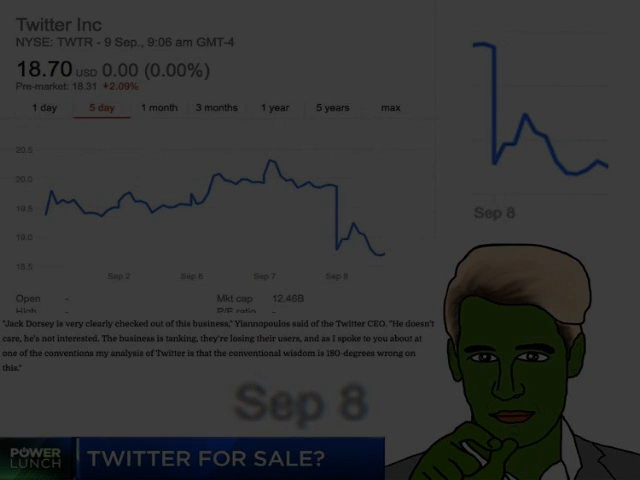 Twitter Inc
NYSE: TWTR - 9 Sep., 9:06 am GMT-4
18.70 USD 0.00 (0.00%)
Pre-market: 18.31 2.09%
1 day 5 day 1 month 3 months 1 year 5 years max
20.5
20.0
19.5
19.0
18.5
Sep 2 Sep 6 Sep 7 Sep 8
Open - Mkt cap 12.46B
High - P/E ratio -
Sep 8
"Jack Dorsey is very clearly checked out of this business," Yiannopoulos said of the Twitter CEO. "He doesn't
care, he's not interested. The business is tanking, they're losing their users, and as I spoke to you about at
one of the conventions my analysis of Twitter is that the conventional wisdom is 180-degrees wrong on
this."
Sep 8
POWER
LUNCH
TWITTER FOR SALE?